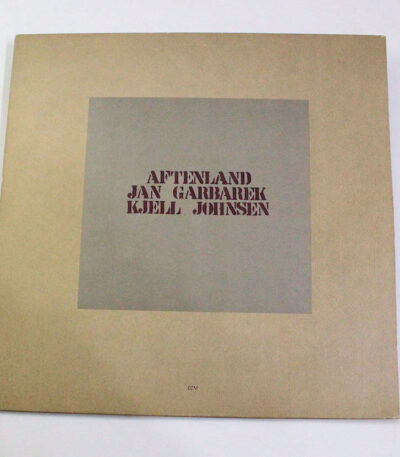 AFTENLAND
JAN GARBAREK
KJELL JOHNSEN
ECM